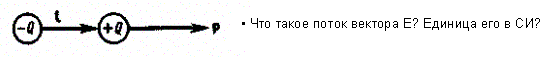 -Q ℓ +Q p
• Что такое поток вектора E? Единица его в СИ?